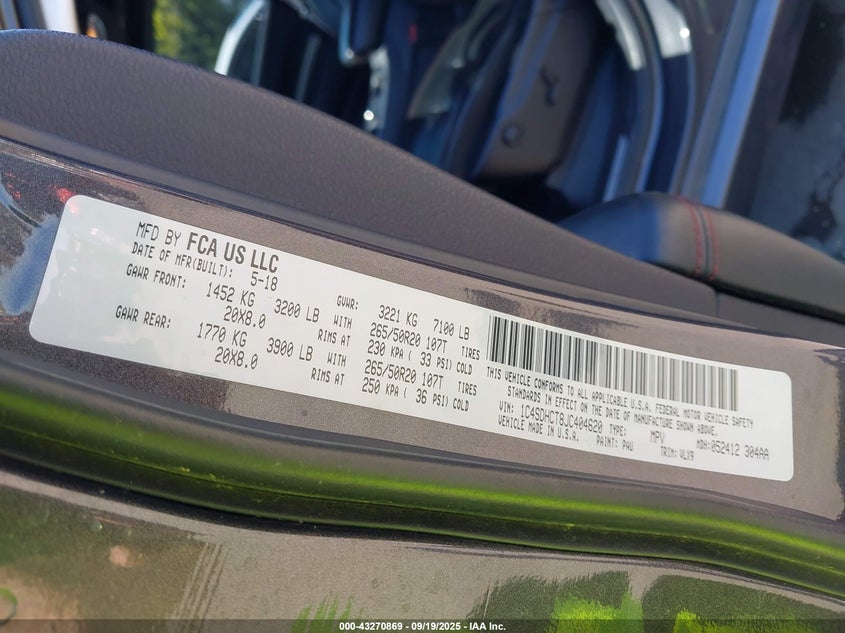 MFD BY FCA US LLC
DATE OF MFR(BUILT): 5-18
GVWR: 3221 KG 7100 LB
GAWR FRONT: 1452 KG 3200 LB WITH 265/50R20 107T TIRES
20X8.0 RIMS AT 230 KPA ( 33 PSI) COLD
GAWR REAR: 1770 KG 3900 LB WITH 265/50R20 107T TIRES
20X8.0 RIMS AT 250 KPA ( 36 PSI) COLD
THIS VEHICLE CONFORMS TO ALL APPLICABLE U.S.A. FEDERAL MOTOR VEHICLE SAFETY
STANDARDS IN EFFECT ON THE DATE OF MANUFACTURE SHOWN ABOVE.
VIN: 1C4SDHCT8JC404620 TYPE: MPV MDH: 052412 304AA
MADE IN U.S.A. PAINT: PAU TRIM: VLX9
000-43270869 - 09/19/2025 - IAA Inc.